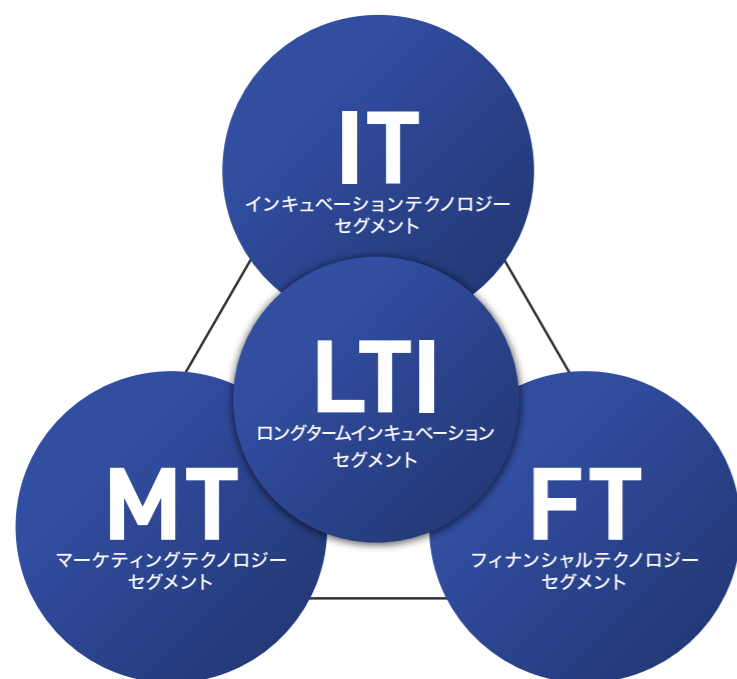 IT
インキュベーションテクノロジー
セグメント
LTI
ロングタームインキュベーション
セグメント
MT
マーケティングテクノロジー
セグメント
FT
フィナンシャルテクノロジー
セグメント